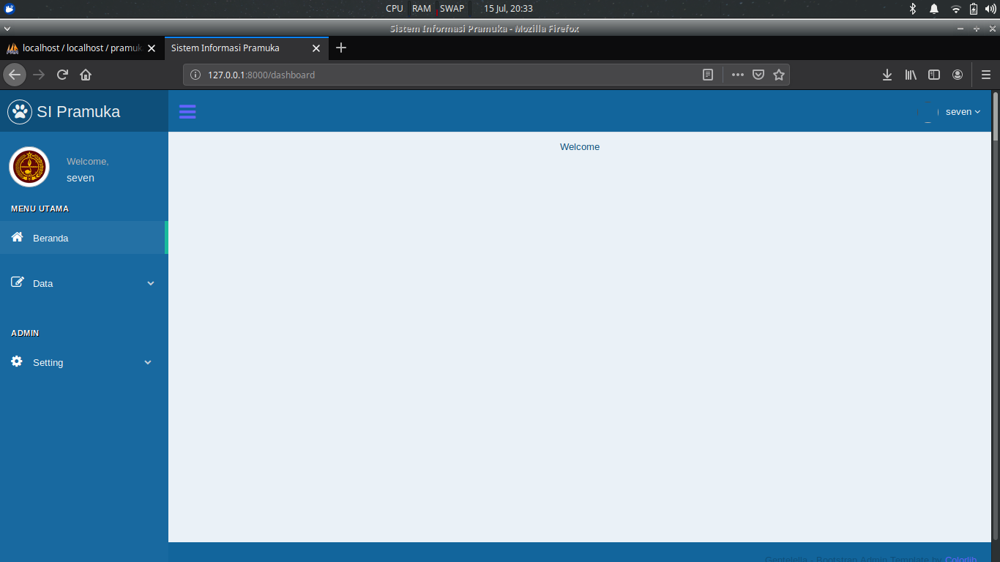 CPU RAM SWAP 15 Jul, 20:33
Sistem Informasi Pramuka - Mozilla Firefox
localhost / localhost / pramuk
Sistem Informasi Pramuka
127.0.0.1:8000/dashboard
SI Pramuka
seven
Welcome,
seven
Welcome
MENU UTAMA
Beranda
Data
ADMIN
Setting
Gentelella - Bootstrap Admin Template by Colorlib